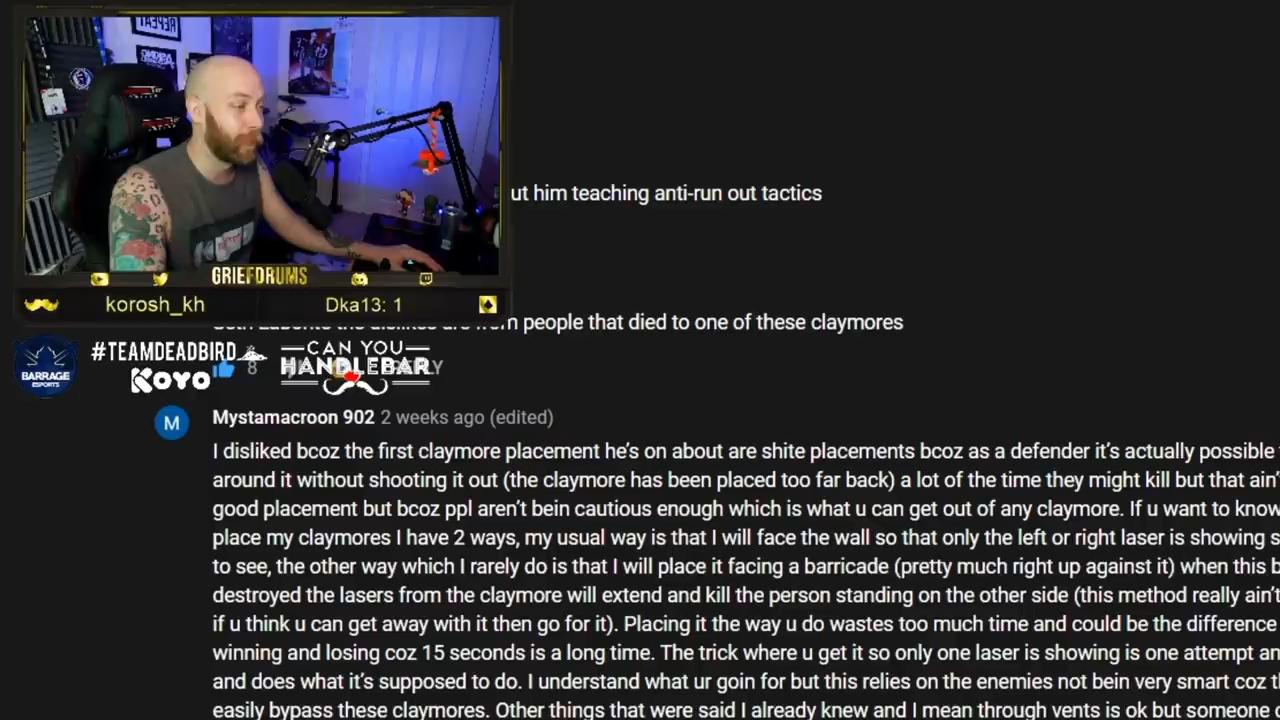 ut him teaching anti-run out tactics
GRIEFDRUMS
korosh_kh
Dka13: 1
people that died to one of these claymores
#TEAMDEADBIRD
CAN YOU
HANDLEBAR
BARRAGE
ESPORTS
KOYO
8
Mystamacroon 902 2 weeks ago (edited)
I disliked bcoz the first claymore placement he's on about are shite placements bcoz as a defender it's actually possible
around it without shooting it out (the claymore has been placed too far back) a lot of the time they might kill but that ain'
good placement but bcoz ppl aren't bein cautious enough which is what u can get out of any claymore. If u want to know
place my claymores I have 2 ways, my usual way is that I will face the wall so that only the left or right laser is showing s
to see, the other way which I rarely do is that I will place it facing a barricade (pretty much right up against it) when this b
destroyed the lasers from the claymore will extend and kill the person standing on the other side (this method really ain't
if u think u can get away with it then go for it). Placing it the way u do wastes too much time and could be the difference
winning and losing coz 15 seconds is a long time. The trick where u get it so only one laser is showing is one attempt an
and does what it's supposed to do. I understand what ur goin for but this relies on the enemies not bein very smart coz t
easily bypass these claymores. Other things that were said I already knew and I mean through vents is ok but someone